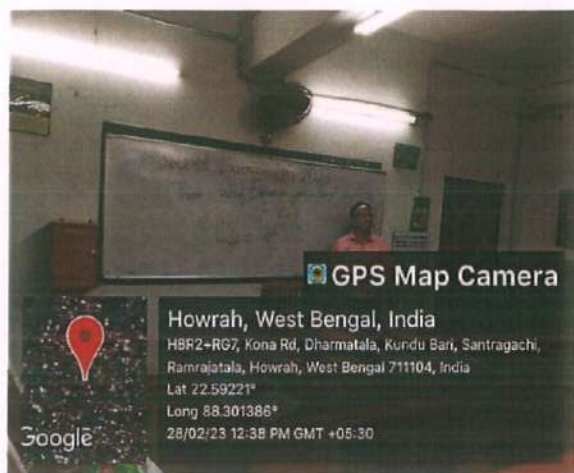 GPS Map Camera
Howrah, West Bengal, India
H8R2+RG7, Kona Rd, Dharmatala, Kundu Bari, Santragachi,
Ramrajatala, Howrah, West Bengal 711104, India
Lat 22.59221°
Long 88.301386°
28/02/23 12:38 PM GMT +05:30
Google